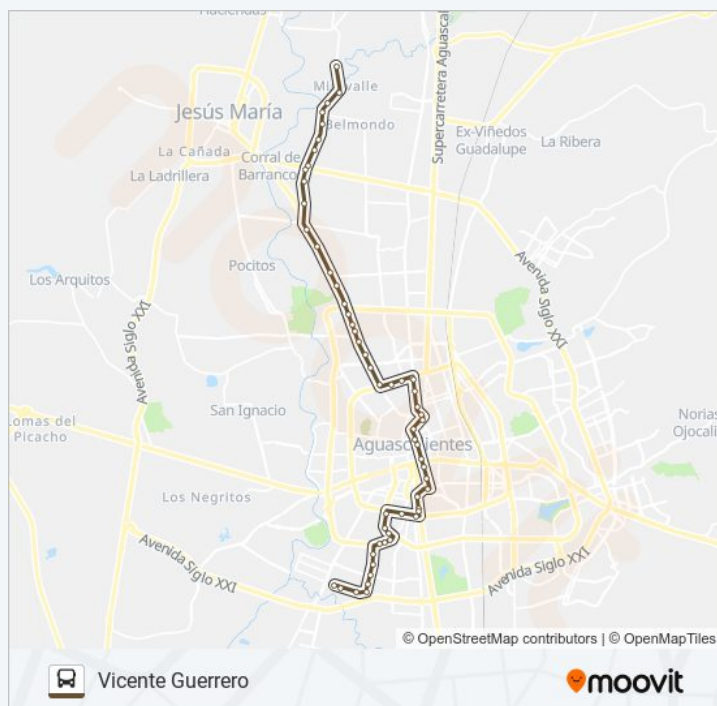 Haciendas
Miravalle
Jesús María
Belmondo
Supercarretera Aguascal
Ex-Viñedos
Guadalupe
La Ribera
La Cañada
Corral de
Barranco
La Ladrillera
Avenida Siglo XXI
Pocitos
Los Arquitos
Avenida Siglo XXI
San Ignacio
Lomas del
Picacho
Norias
Ojocali
Aguascalientes
Los Negritos
Avenida Siglo XXI
Avenida Siglo XXI
© OpenStreetMap contributors | © OpenMapTiles
Vicente Guerrero
moovit